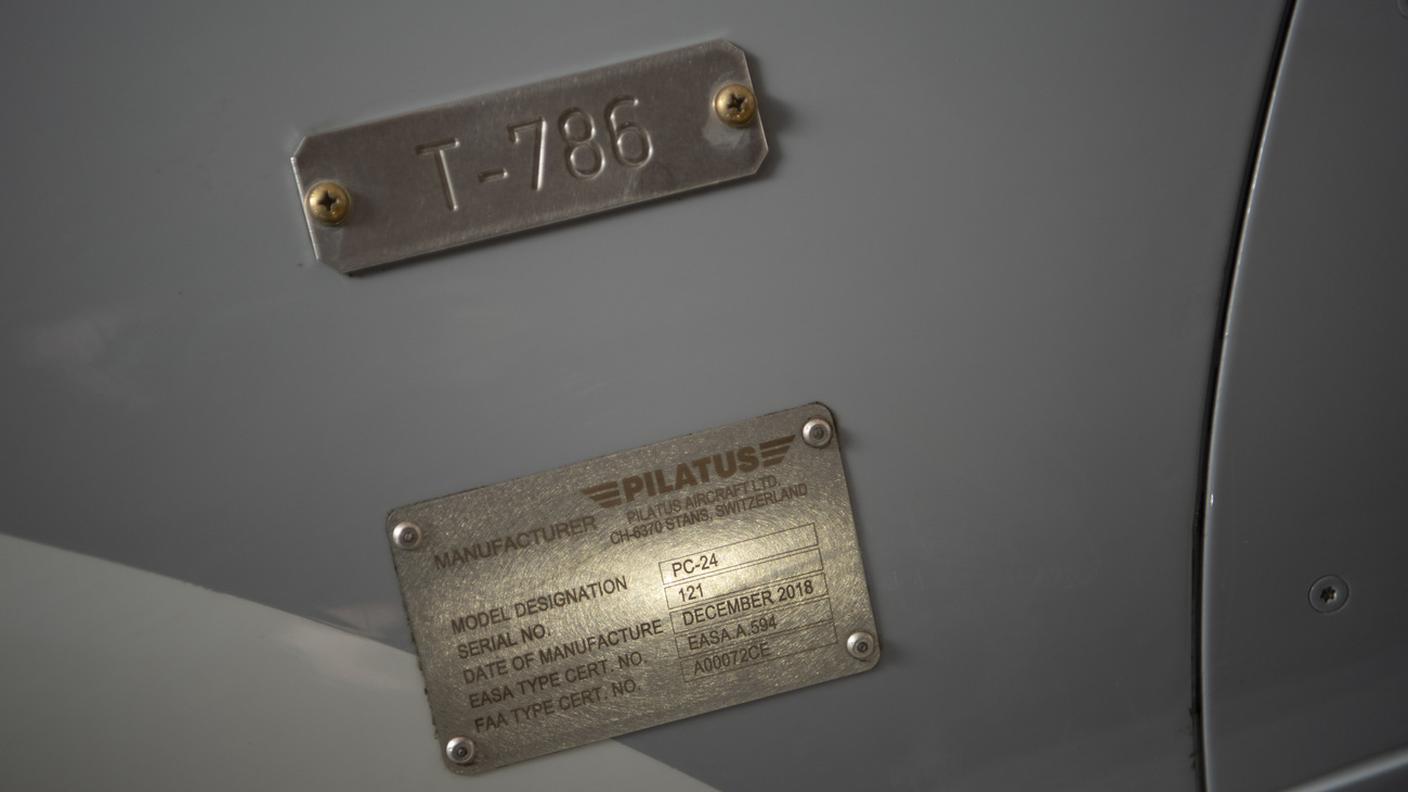 T-786
PILATUS
MANUFACTURER PILATUS AIRCRAFT LTD.
CH-6370 STANS, SWITZERLAND
MODEL DESIGNATION PC-24
SERIAL NO. 121
DATE OF MANUFACTURE DECEMBER 2018
EASA TYPE CERT. NO. EASA.A.594
FAA TYPE CERT. NO. A00072CE